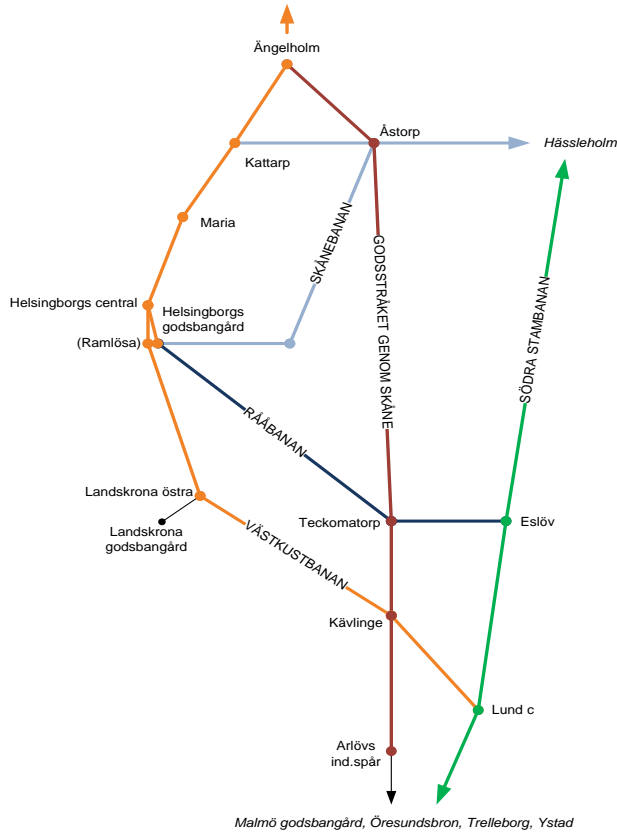 Ängelholm
Åstorp
Hässleholm
Kattarp
Maria
SKÅNEBANAN
GODSSTRÅKET GENOM SKÅNE
SÖDRA STAMBANAN
Helsingborgs central
Helsingborgs
godsbangård
(Ramlösa)
RÅÅBANAN
Landskrona östra
Landskrona
godsbangård
VÄSTKUSTBANAN
Teckomatorp
Eslöv
Kävlinge
Lund c
Arlövs
ind.spår
Malmö godsbangård, Öresundsbron, Trelleborg, Ystad